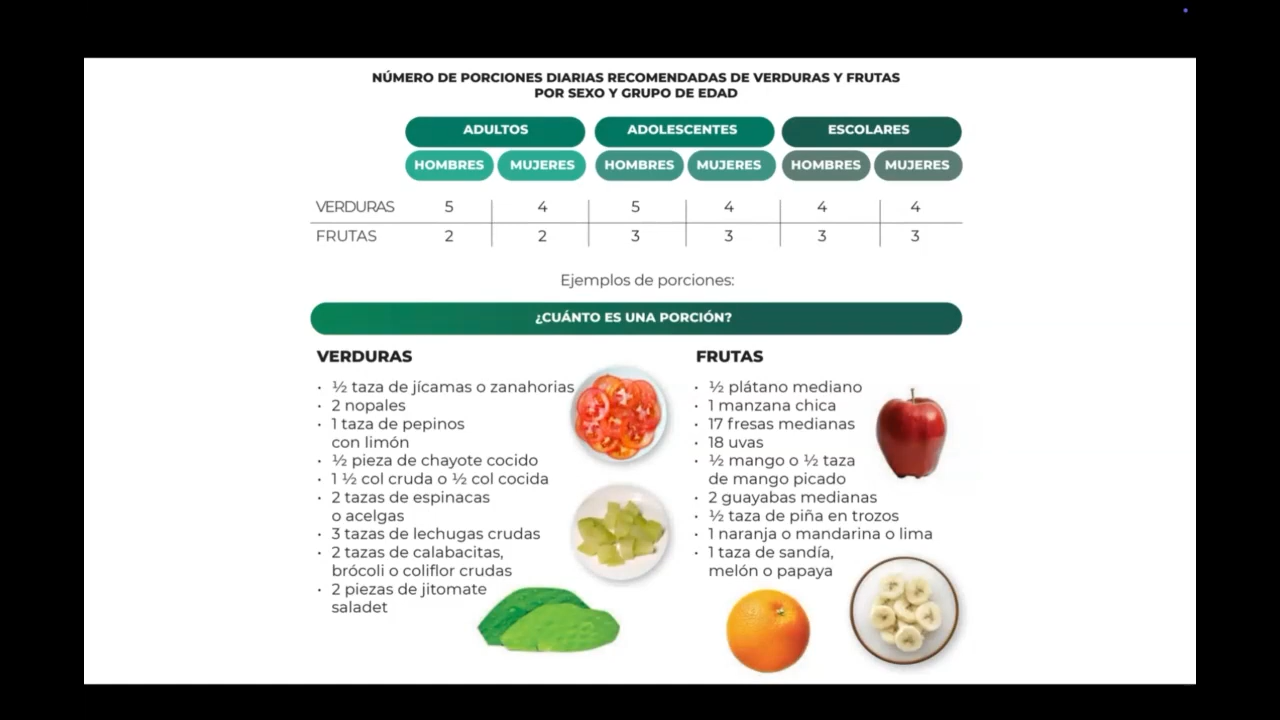 NÚMERO DE PORCIONES DIARIAS RECOMENDADAS DE VERDURAS Y FRUTAS
POR SEXO Y GRUPO DE EDAD
ADULTOS ADOLESCENTES ESCOLARES
HOMBRES MUJERES HOMBRES MUJERES HOMBRES MUJERES
VERDURAS 5 4 5 4 4 4
FRUTAS 2 2 3 3 3 3
Ejemplos de porciones:
¿CUÁNTO ES UNA PORCIÓN?
VERDURAS
· ½ taza de jícamas o zanahorias
· 2 nopales
· 1 taza de pepinos
con limón
· ½ pieza de chayote cocido
· 1 ½ col cruda o ½ col cocida
· 2 tazas de espinacas
o acelgas
· 3 tazas de lechugas crudas
· 2 tazas de calabacitas,
brócoli o coliflor crudas
· 2 piezas de jitomate
saladet
FRUTAS
· ½ plátano mediano
· 1 manzana chica
· 17 fresas medianas
· 18 uvas
· ½ mango o ½ taza
de mango picado
· 2 guayabas medianas
· ½ taza de piña en trozos
· 1 naranja o mandarina o lima
· 1 taza de sandía,
melón o papaya